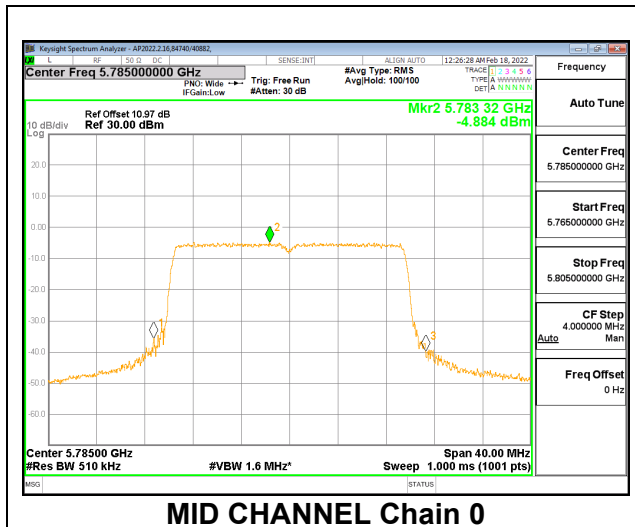 Keysight Spectrum Analyzer - AP2022.2.16,84740/40882,
L RF 50 Ω DC SENSE:INT ALIGN AUTO 12:26:28 AM Feb 18, 2022
Center Freq 5.785000000 GHz
PNO: Wide
IFGain:Low
Trig: Free Run
#Atten: 30 dB
#Avg Type: RMS
Avg|Hold: 100/100
TRACE 1 2 3 4 5 6
TYPE A WWWWW
DET A N N N N N
Frequency
Auto Tune
Center Freq
5.785000000 GHz
Start Freq
5.765000000 GHz
Stop Freq
5.805000000 GHz
CF Step
4.000000 MHz
Auto Man
Freq Offset
0 Hz
Mkr2 5.783 32 GHz
-4.884 dBm
Ref Offset 10.97 dB
10 dB/div Ref 30.00 dBm
Log
20.0
10.0
0.00
-10.0
-20.0
-30.0
-40.0
-50.0
-60.0
1
2
3
Center 5.78500 GHz Span 40.00 MHz
#Res BW 510 kHz #VBW 1.6 MHz* Sweep 1.000 ms (1001 pts)
MSG STATUS
MID CHANNEL Chain 0